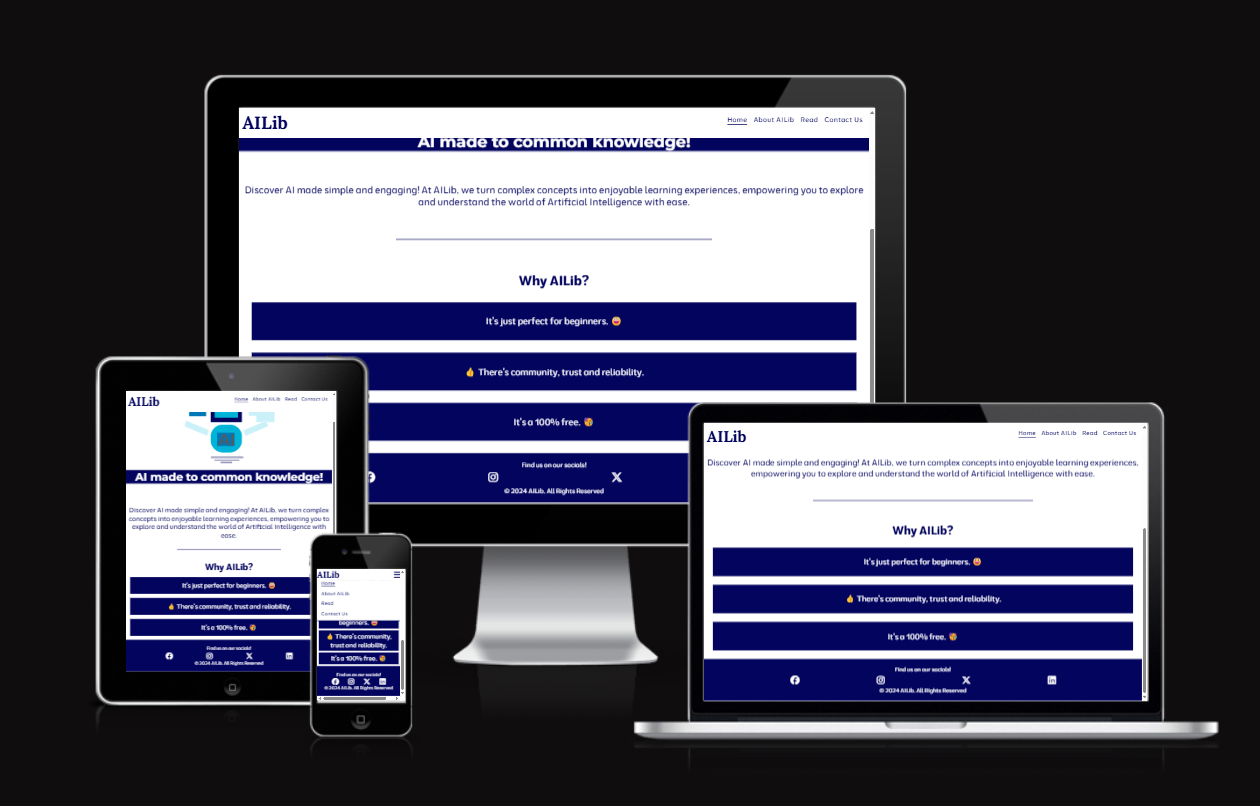 AILib
Home About AILib Read Contact Us
AI made to common knowledge!
Discover AI made simple and engaging! At AILib, we turn complex concepts into enjoyable learning experiences, empowering you to explore
and understand the world of Artificial Intelligence with ease.
Why AILib?
It's just perfect for beginners. 😀
👍 There's community, trust and reliability.
It's a 100% free. 🥳
Find us on our socials!
© 2024 AILib. All Rights Reserved
AILib
Home About AILib Read Contact Us
AI made to common knowledge!
Discover AI made simple and engaging! At AILib, we turn complex
concepts into enjoyable learning experiences, empowering you to
explore and understand the world of Artificial Intelligence with
ease.
Why AILib?
It's just perfect for beginners. 😀
👍 There's community, trust and reliability.
It's a 100% free. 🥳
Find us on our socials!
© 2024 AILib. All Rights Reserved
AILib
Home
About AILib
Read
Contact Us
beginners. 😀
👍 There's community,
trust and reliability.
It's a 100% free. 🥳
Find us on our socials!
© 2024 AILib. All Rights Reserved
AILib
Home About AILib Read Contact Us
Discover AI made simple and engaging! At AILib, we turn complex concepts into enjoyable learning experiences,
empowering you to explore and understand the world of Artificial Intelligence with ease.
Why AILib?
It's just perfect for beginners. 😀
👍 There's community, trust and reliability.
It's a 100% free. 🥳
Find us on our socials!
© 2024 AILib. All Rights Reserved